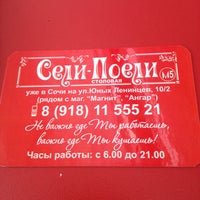 Сели-Поели
СТОЛОВАЯ
№5
уже в Сочи на ул.Юных Ленинцев, 10/2
(рядом с маг. "Магнит", "Ангар")
8 (918) 11 555 21
Не важно где Ты работаешь,
важно где Ты кушаешь!
Часы работы: с 6.00 до 21.00